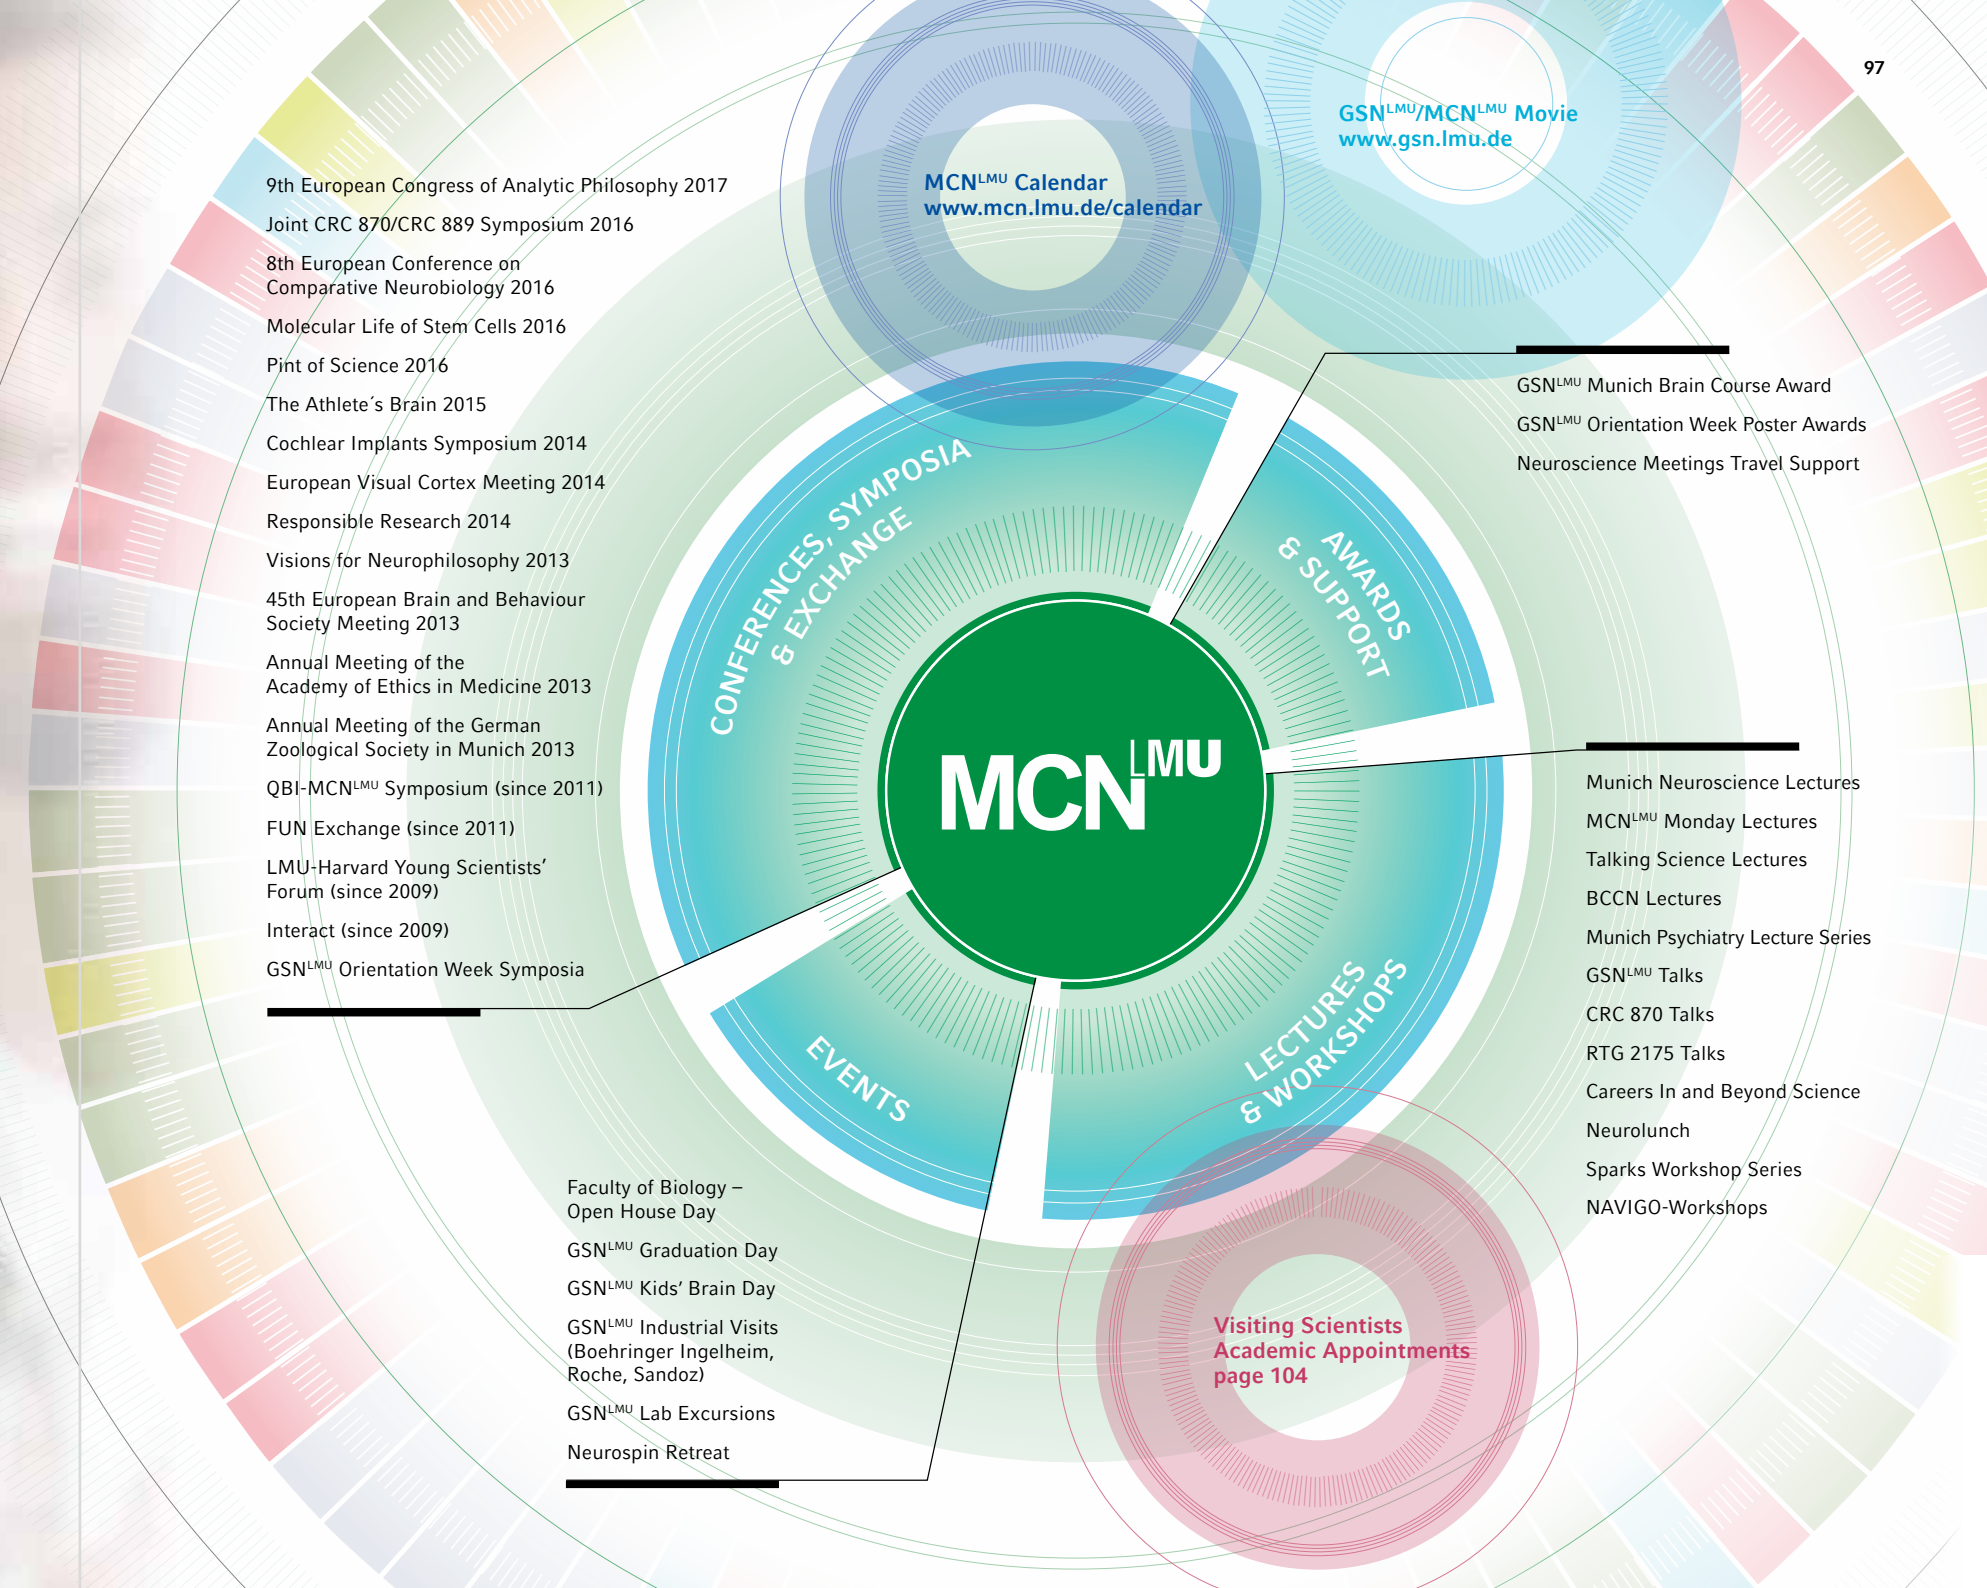 97
GSNLMU/MCNLMU Movie
www.gsn.lmu.de
MCNLMU Calendar
www.mcn.lmu.de/calendar
9th European Congress of Analytic Philosophy 2017
Joint CRC 870/CRC 889 Symposium 2016
8th European Conference on
Comparative Neurobiology 2016
Molecular Life of Stem Cells 2016
Pint of Science 2016
The Athlete´s Brain 2015
Cochlear Implants Symposium 2014
European Visual Cortex Meeting 2014
Responsible Research 2014
Visions for Neurophilosophy 2013
45th European Brain and Behaviour
Society Meeting 2013
Annual Meeting of the
Academy of Ethics in Medicine 2013
Annual Meeting of the German
Zoological Society in Munich 2013
QBI-MCNLMU Symposium (since 2011)
FUN Exchange (since 2011)
LMU-Harvard Young Scientists’
Forum (since 2009)
Interact (since 2009)
GSNLMU Orientation Week Symposia
CONFERENCES, SYMPOSIA
& EXCHANGE
AWARDS
& SUPPORT
GSNLMU Munich Brain Course Award
GSNLMU Orientation Week Poster Awards
Neuroscience Meetings Travel Support
MCNLMU
Munich Neuroscience Lectures
MCNLMU Monday Lectures
Talking Science Lectures
BCCN Lectures
Munich Psychiatry Lecture Series
GSNLMU Talks
CRC 870 Talks
RTG 2175 Talks
Careers In and Beyond Science
Neurolunch
Sparks Workshop Series
NAVIGO-Workshops
LECTURES
& WORKSHOPS
EVENTS
Faculty of Biology –
Open House Day
GSNLMU Graduation Day
GSNLMU Kids’ Brain Day
GSNLMU Industrial Visits
(Boehringer Ingelheim,
Roche, Sandoz)
GSNLMU Lab Excursions
Neurospin Retreat
Visiting Scientists
Academic Appointments
page 104